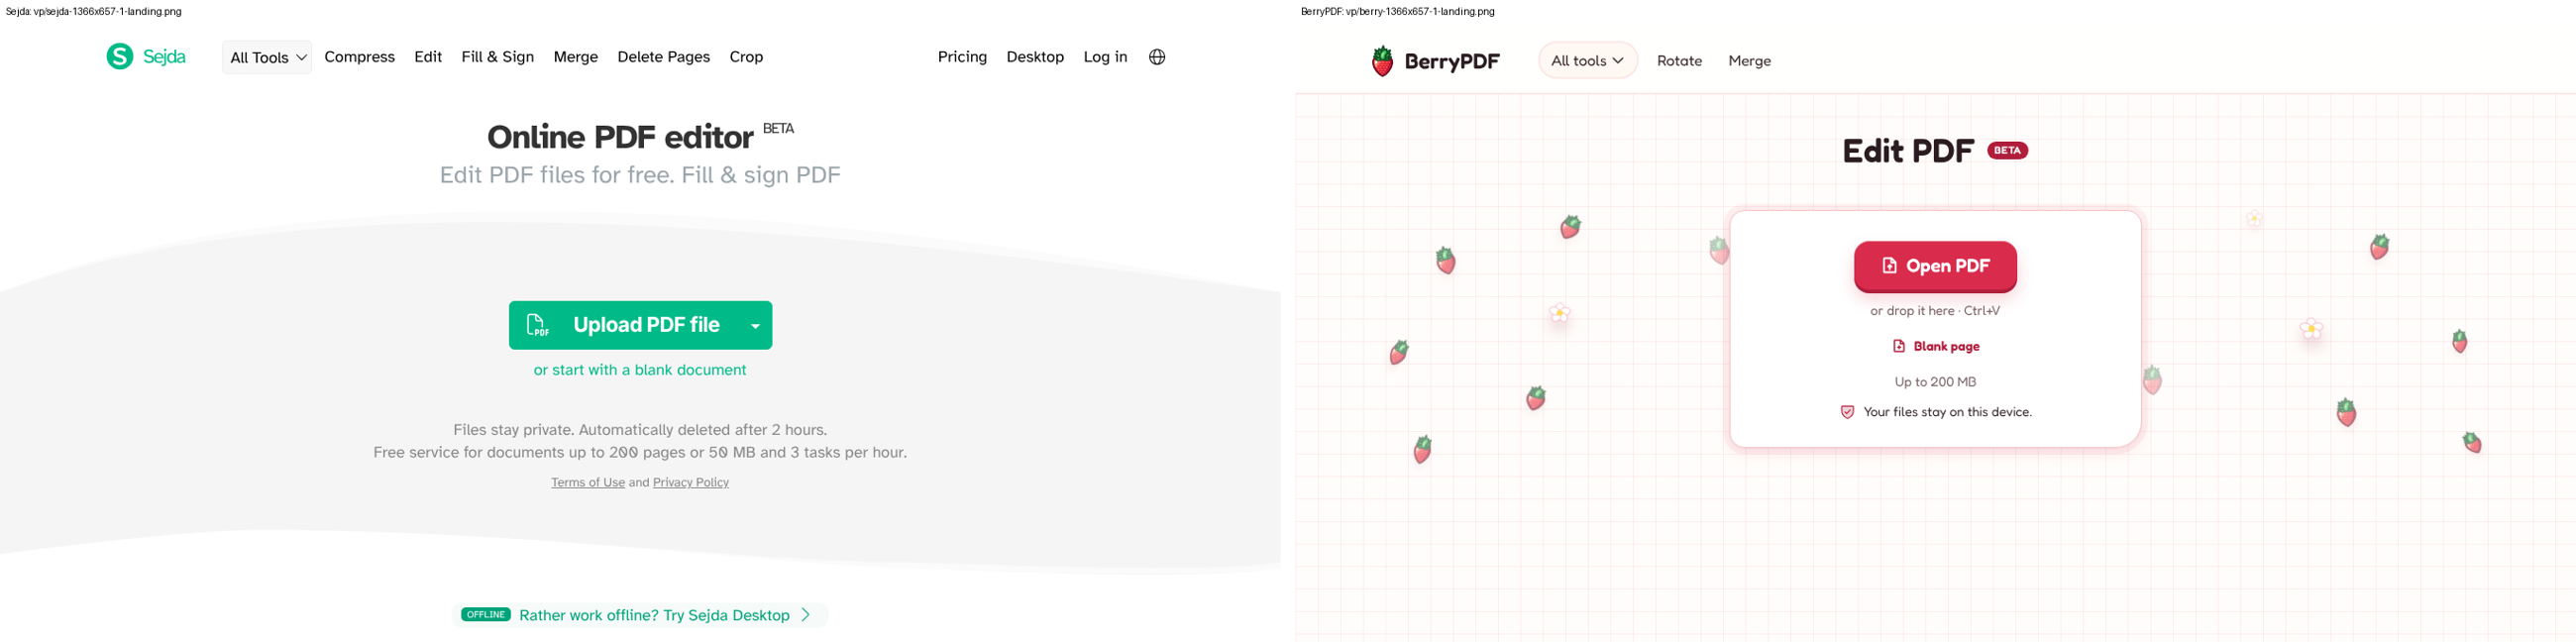 Sejda: vp/sejda-1366x657-1-landing.png
S Sejda All Tools Compress Edit Fill & Sign Merge Delete Pages Crop Pricing Desktop Log in
Online PDF editor BETA
Edit PDF files for free. Fill & sign PDF
PDF Upload PDF file
or start with a blank document
Files stay private. Automatically deleted after 2 hours.
Free service for documents up to 200 pages or 50 MB and 3 tasks per hour.
Terms of Use and Privacy Policy
OFFLINE Rather work offline? Try Sejda Desktop
BerryPDF: vp/berry-1366x657-1-landing.png
BerryPDF All tools Rotate Merge
Edit PDF BETA
Open PDF
or drop it here · Ctrl+V
Blank page
Up to 200 MB
Your files stay on this device.